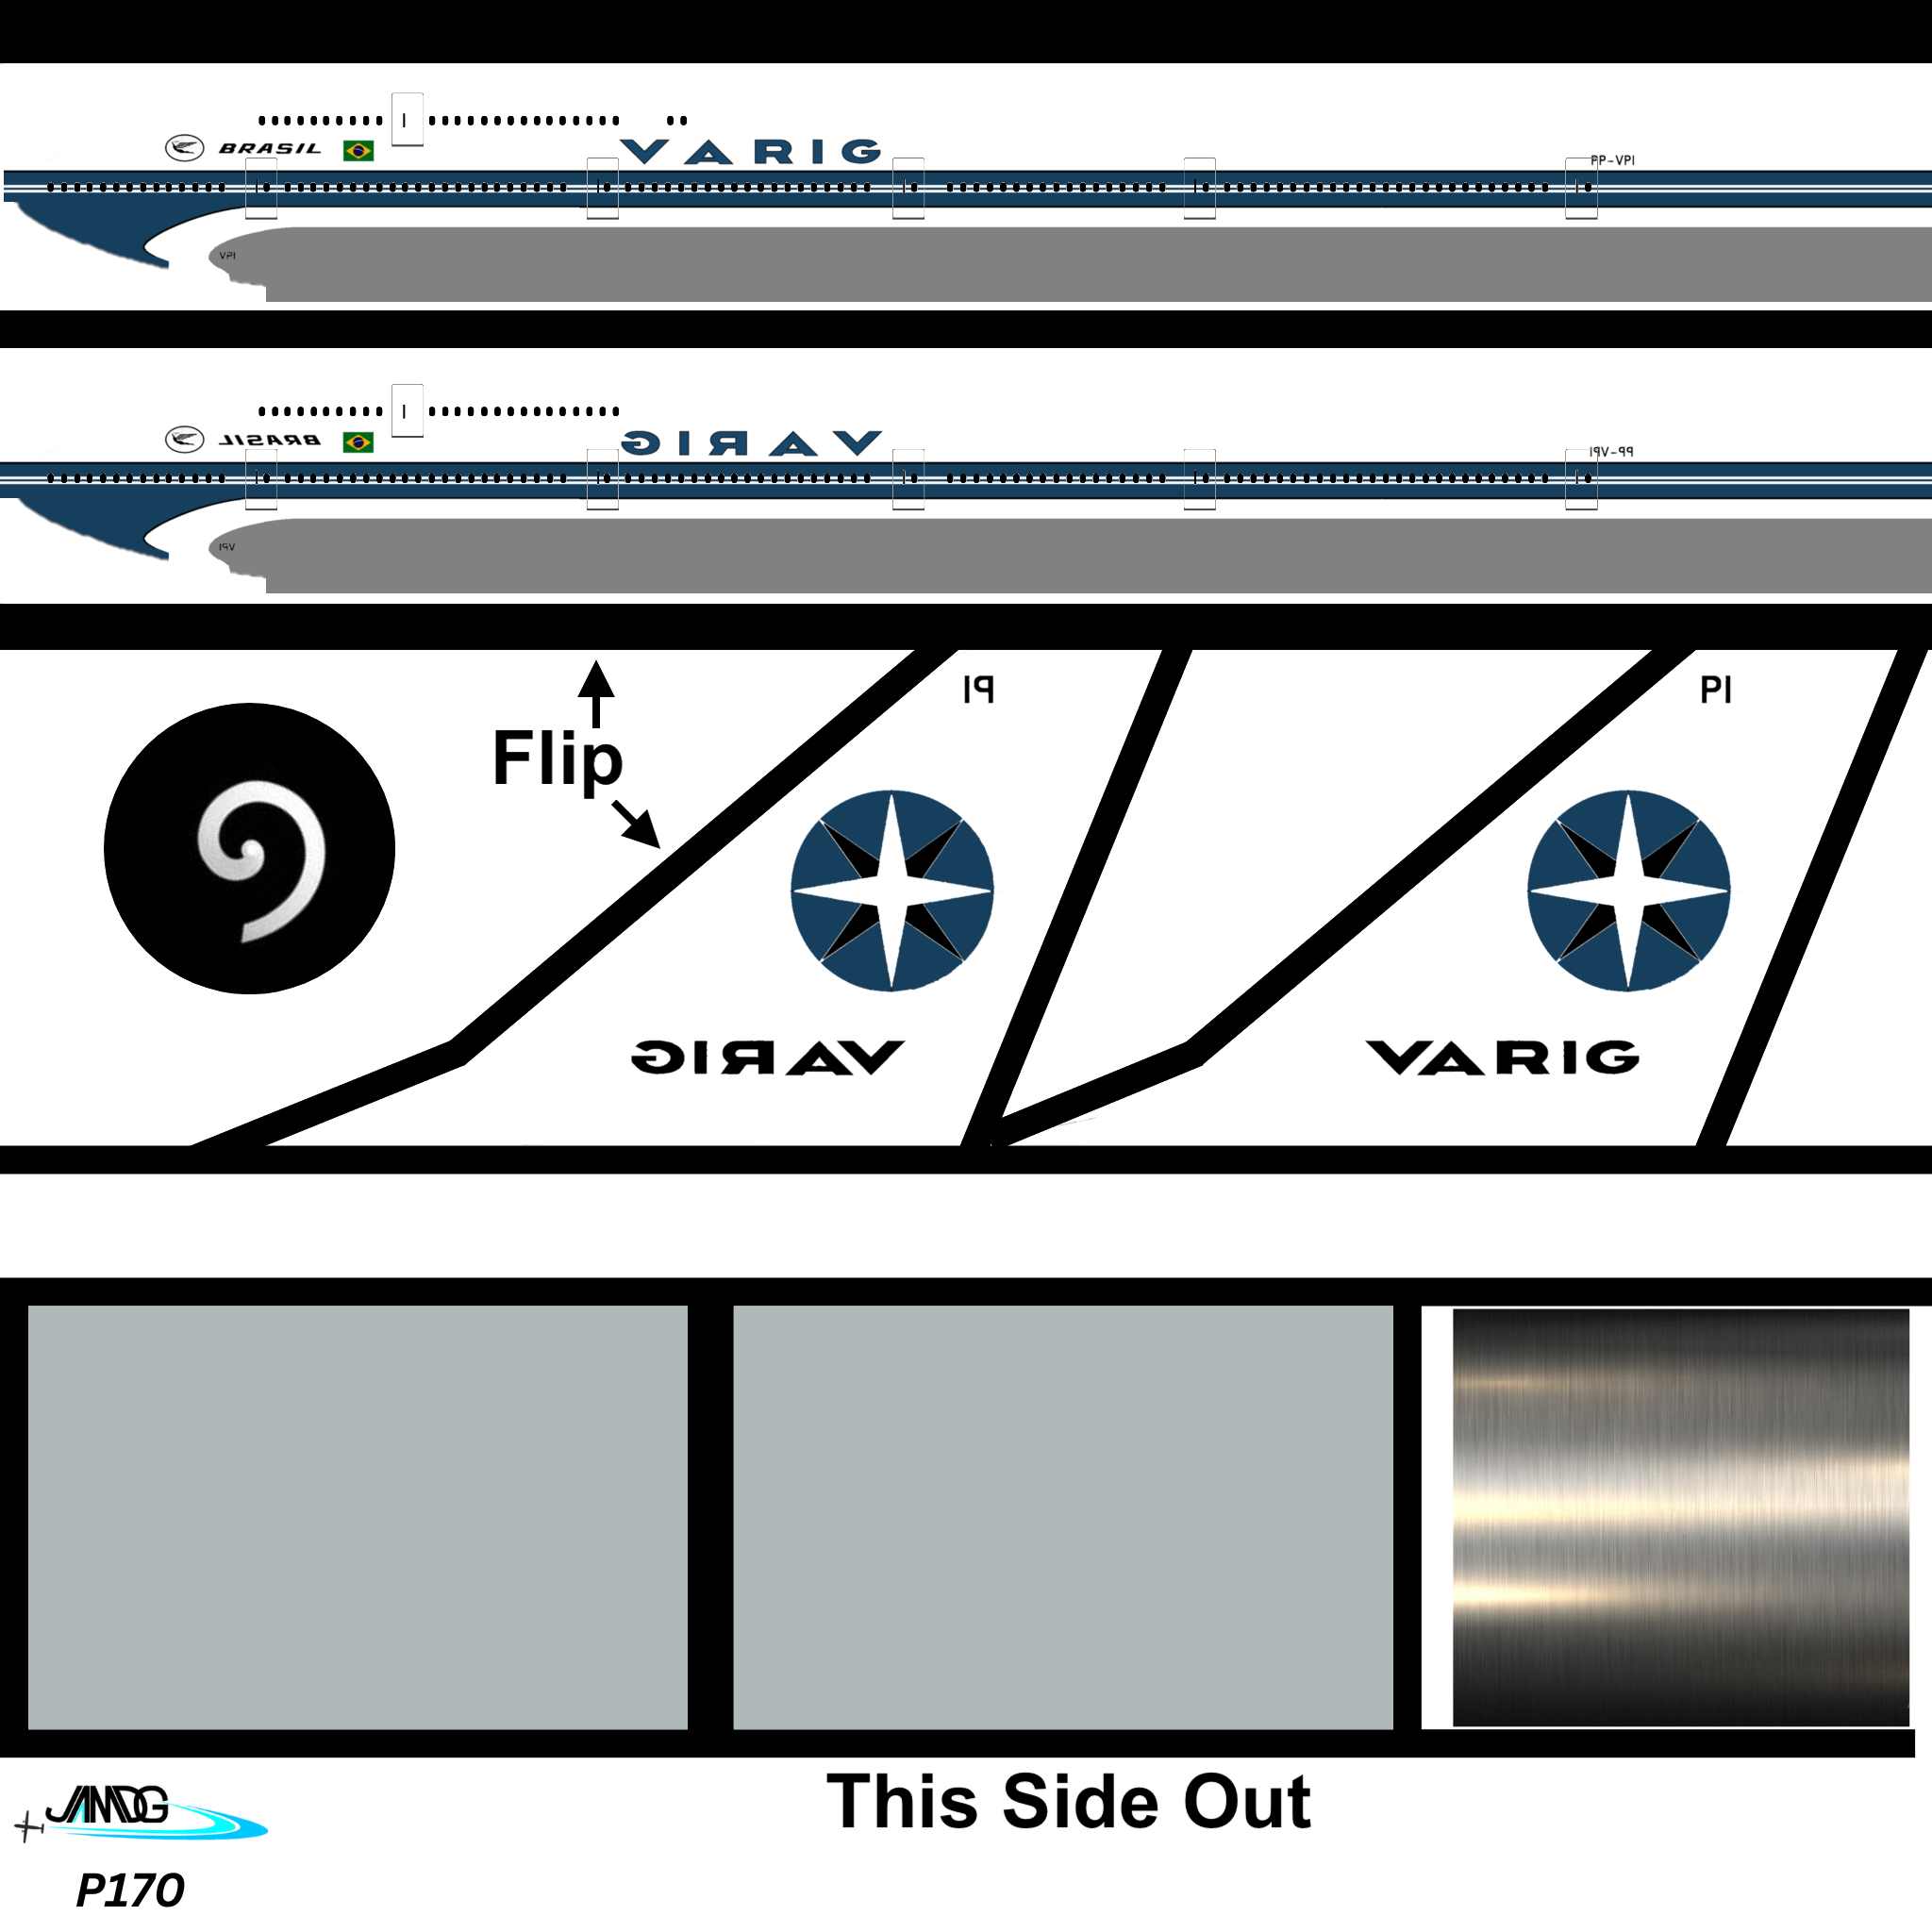 BRASIL
VARIG
PP-VPI
VPI
BRASIL
VARIG
PP-VPI
VPI
PI
PI
Flip
VARIG
VARIG
This Side Out
JAMDG
P170